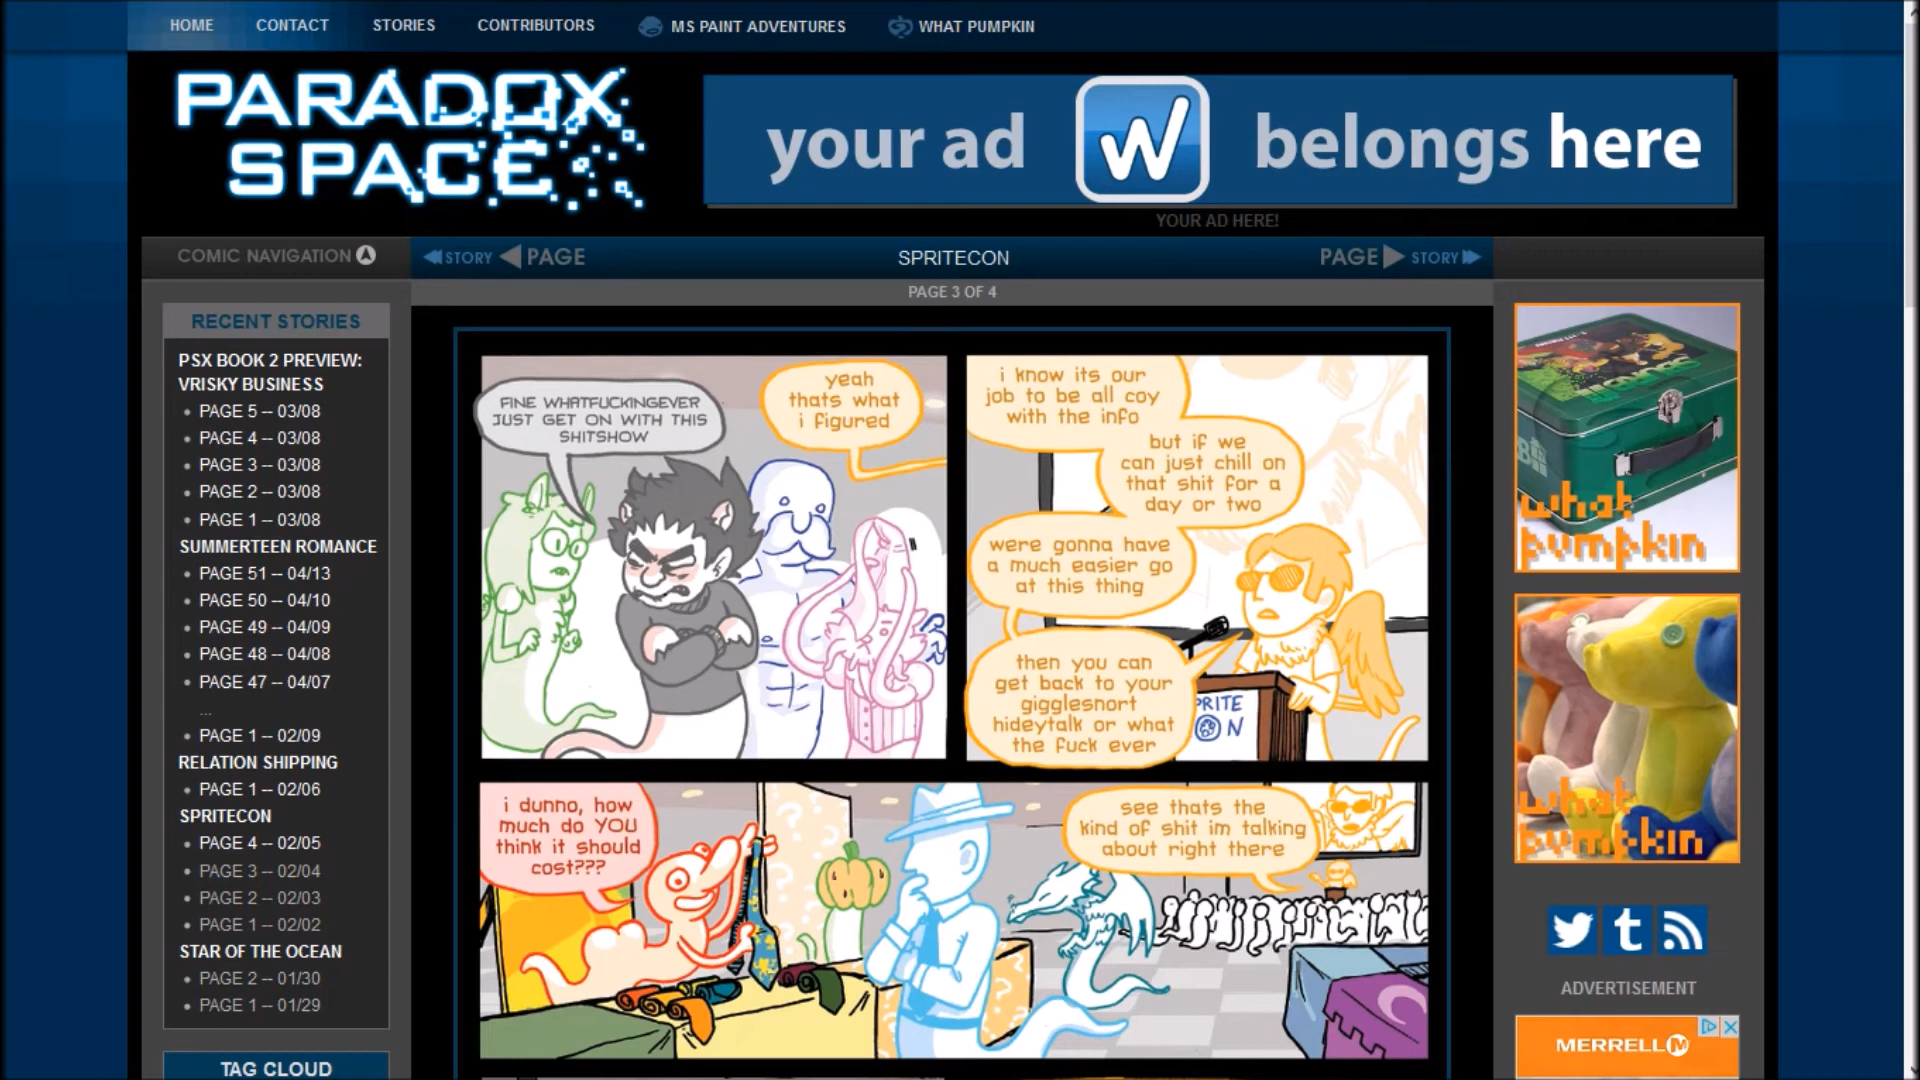 HOME
CONTACT
STORIES
CONTRIBUTORS
MS PAINT ADVENTURES
WHAT PUMPKIN
PARADOX
SPACE
your ad W belongs here
YOUR AD HERE!
COMIC NAVIGATION
STORY
PAGE
SPRITECON
PAGE
STORY
PAGE 3 OF 4
RECENT STORIES
PSX BOOK 2 PREVIEW:
VRISKY BUSINESS
PAGE 5 -- 03/08
PAGE 4 -- 03/08
PAGE 3 -- 03/08
PAGE 2 -- 03/08
PAGE 1 -- 03/08
SUMMERTEEN ROMANCE
PAGE 51 -- 04/13
PAGE 50 -- 04/10
PAGE 49 -- 04/09
PAGE 48 -- 04/08
PAGE 47 -- 04/07
...
PAGE 1 -- 02/09
RELATION SHIPPING
PAGE 1 -- 02/06
SPRITECON
PAGE 4 -- 02/05
PAGE 3 -- 02/04
PAGE 2 -- 02/03
PAGE 1 -- 02/02
STAR OF THE OCEAN
PAGE 2 -- 01/30
PAGE 1 -- 01/29
TAG CLOUD
FINE WHATFUCKINGEVER
JUST GET ON WITH THIS
SHITSHOW
yeah
thats what
i figured
i know its our
job to be all coy
with the info
but if we
can just chill on
that shit for a
day or two
were gonna have
a much easier go
at this thing
then you can
get back to your
gigglesnort
hideytalk or what
the fuck ever
PRITE
N
i dunno, how
much do YOU
think it should
cost???
see thats the
kind of shit im talking
about right there
what
pumpkin
what
pumpkin
ADVERTISEMENT
MERRELL